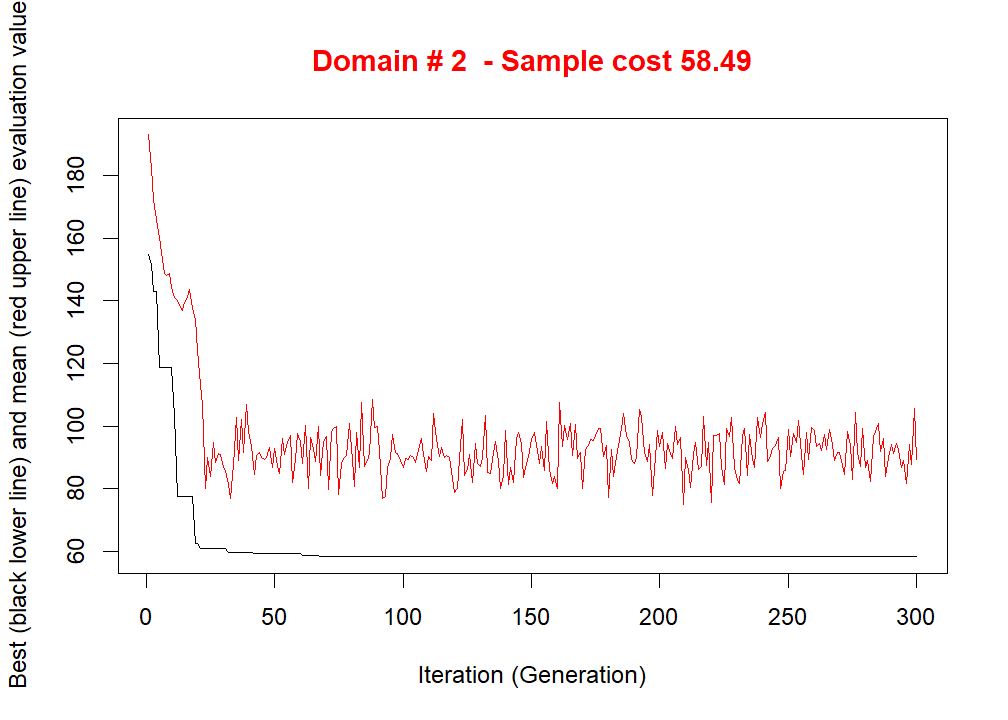 Domain # 2  - Sample cost 58.49
Best (black lower line) and mean (red upper line) evaluation value
180
160
140
120
100
80
60
0 50 100 150 200 250 300
Iteration (Generation)